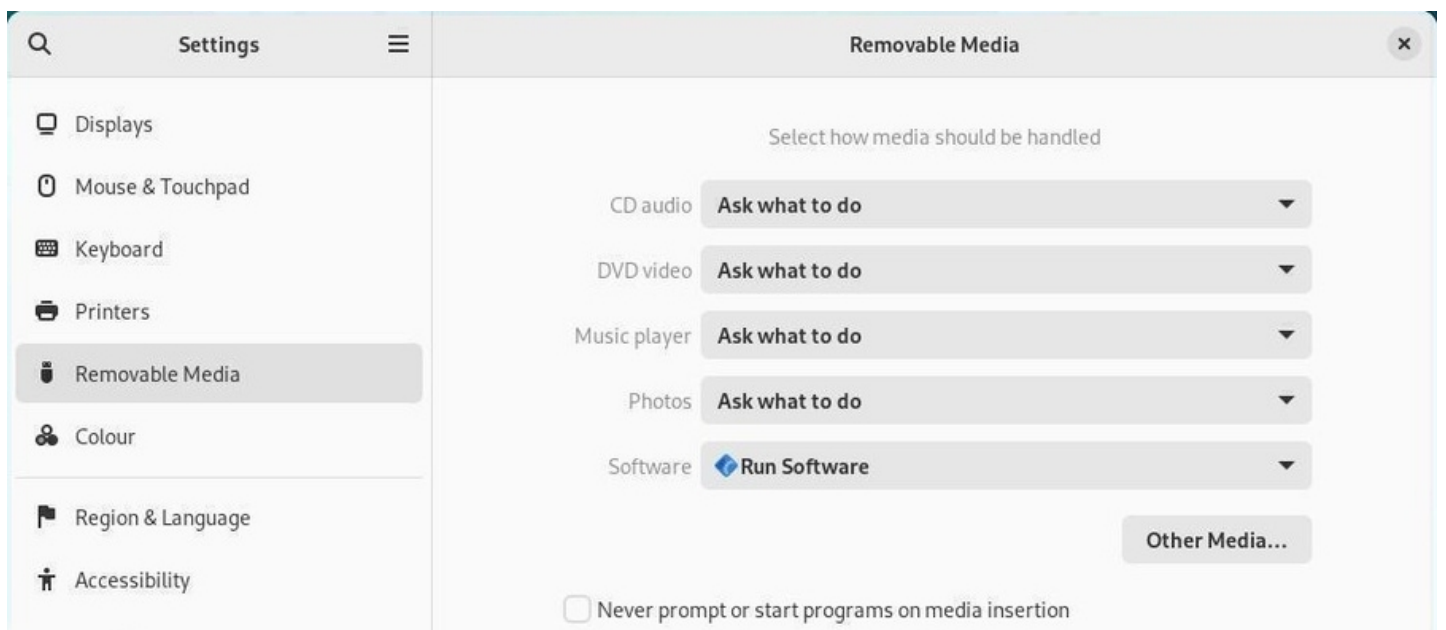 Settings
Displays
Mouse & Touchpad
Keyboard
Printers
Removable Media
Colour
Region & Language
Accessibility
Removable Media
Select how media should be handled
CD audio Ask what to do
DVD video Ask what to do
Music player Ask what to do
Photos Ask what to do
Software Run Software
Other Media...
Never prompt or start programs on media insertion